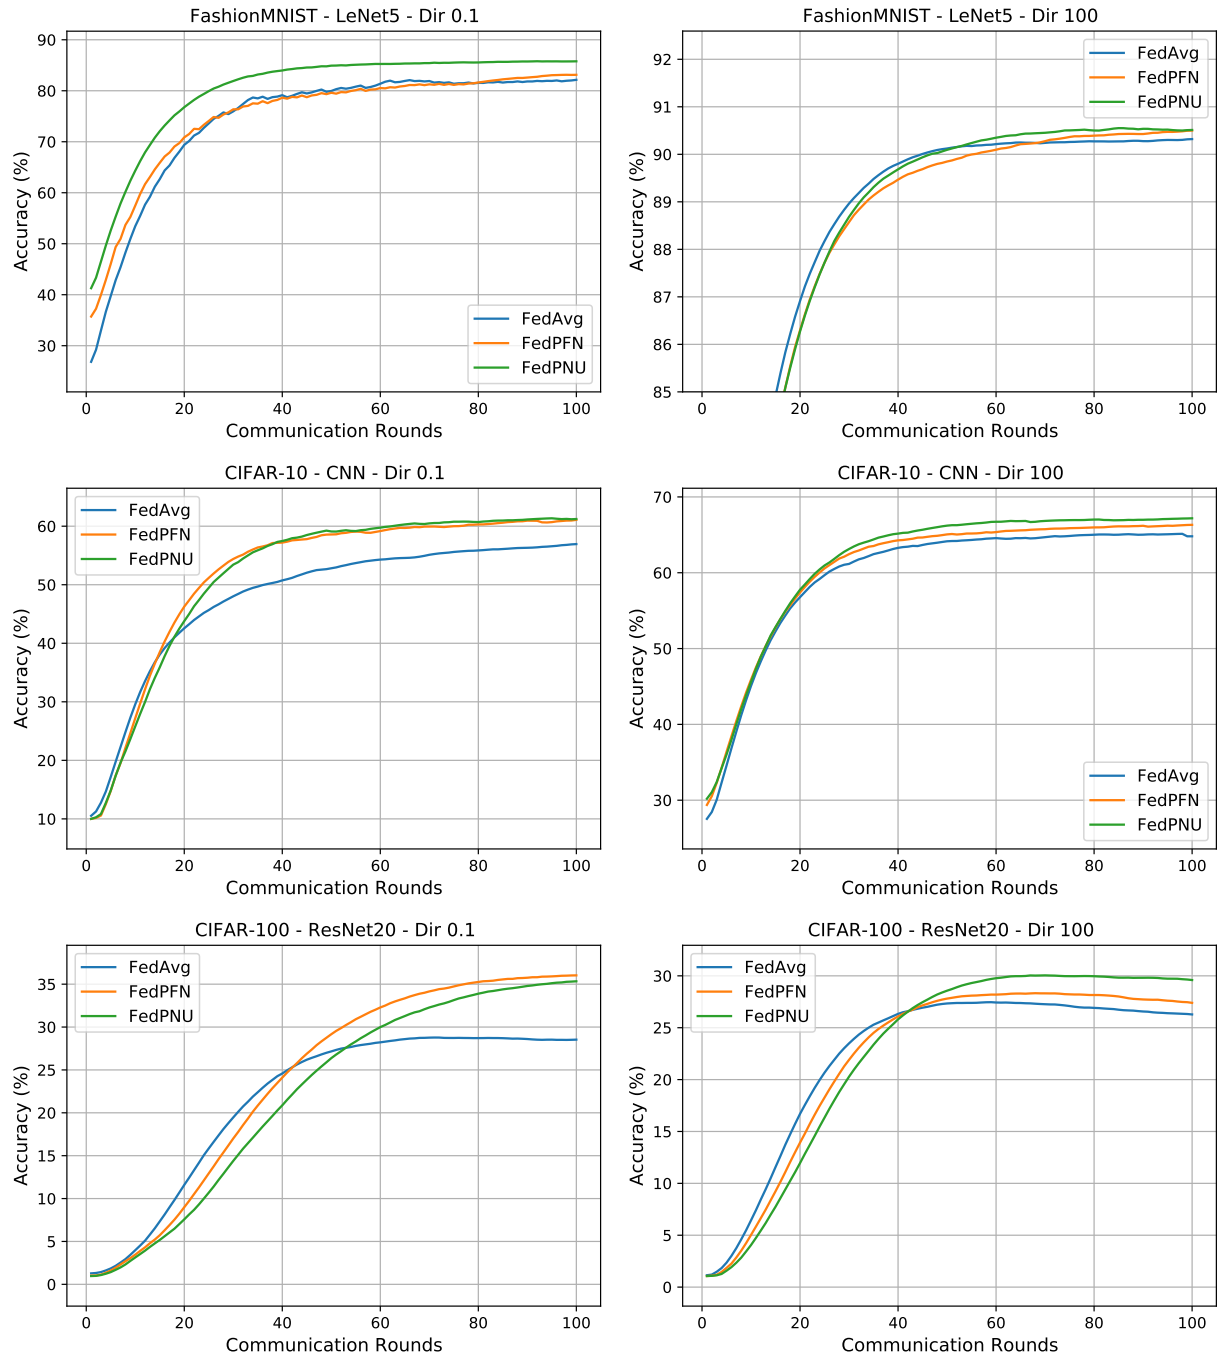 FashionMNIST - LeNet5 - Dir 0.1
90
80
70
60
50
40
30
Accuracy (%)
FedAvg
FedPFN
FedPNU
0 20 40 60 80 100
Communication Rounds
FashionMNIST - LeNet5 - Dir 100
92
91
90
89
88
87
86
85
Accuracy (%)
FedAvg
FedPFN
FedPNU
0 20 40 60 80 100
Communication Rounds
CIFAR-10 - CNN - Dir 0.1
60
50
40
30
20
10
Accuracy (%)
FedAvg
FedPFN
FedPNU
0 20 40 60 80 100
Communication Rounds
CIFAR-10 - CNN - Dir 100
70
60
50
40
30
Accuracy (%)
FedAvg
FedPFN
FedPNU
0 20 40 60 80 100
Communication Rounds
CIFAR-100 - ResNet20 - Dir 0.1
35
30
25
20
15
10
5
0
Accuracy (%)
FedAvg
FedPFN
FedPNU
0 20 40 60 80 100
Communication Rounds
CIFAR-100 - ResNet20 - Dir 100
30
25
20
15
10
5
0
Accuracy (%)
FedAvg
FedPFN
FedPNU
0 20 40 60 80 100
Communication Rounds